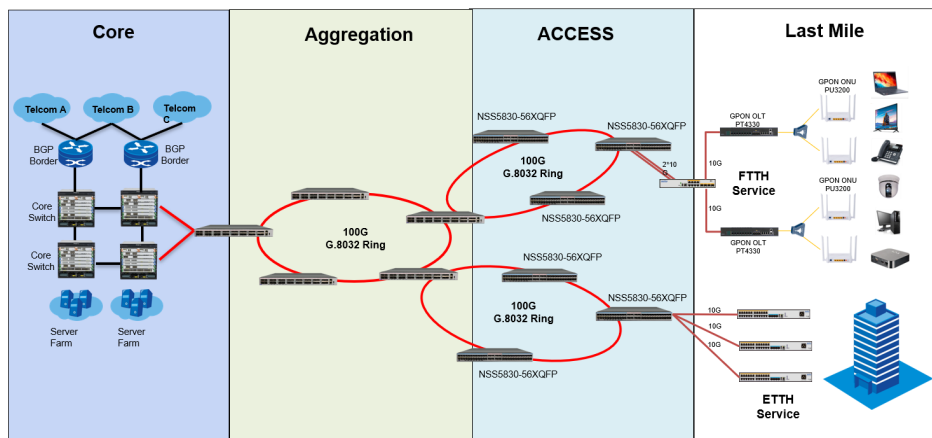 Core
Aggregation
ACCESS
Last Mile
Telcom A
Telcom B
Telcom
C
BGP
Border
BGP
Border
Core
Switch
Core
Switch
Server
Farm
Server
Farm
100G
G.8032 Ring
NSS5830-56XQFP
NSS5830-56XQFP
100G
G.8032 Ring
NSS5830-56XQFP
NSS5830-56XQFP
NSS5830-56XQFP
100G
G.8032 Ring
NSS5830-56XQFP
2*10
G
10G
10G
GPON OLT
PT4330
FTTH
Service
GPON OLT
PT4330
GPON ONU
PU3200
GPON ONU
PU3200
10G
10G
10G
ETTH
Service